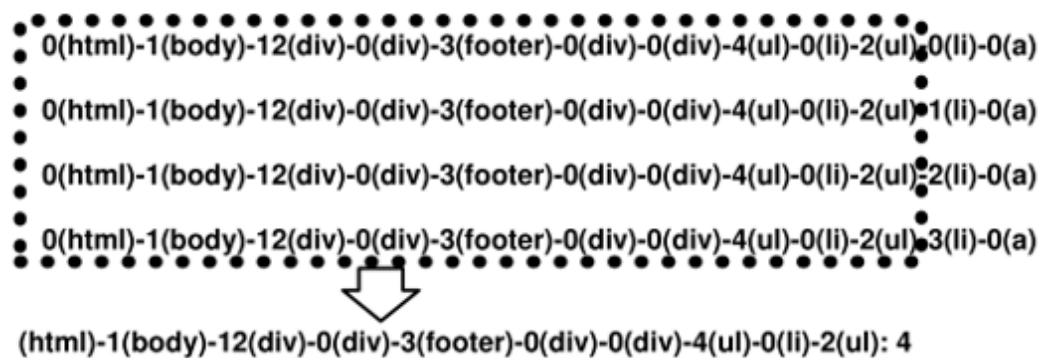 0(html)-1(body)-12(div)-0(div)-3(footer)-0(div)-0(div)-4(ul)-0(li)-2(ul)-0(li)-0(a)
0(html)-1(body)-12(div)-0(div)-3(footer)-0(div)-0(div)-4(ul)-0(li)-2(ul)-1(li)-0(a)
0(html)-1(body)-12(div)-0(div)-3(footer)-0(div)-0(div)-4(ul)-0(li)-2(ul)-2(li)-0(a)
0(html)-1(body)-12(div)-0(div)-3(footer)-0(div)-0(div)-4(ul)-0(li)-2(ul)-3(li)-0(a)
(html)-1(body)-12(div)-0(div)-3(footer)-0(div)-0(div)-4(ul)-0(li)-2(ul): 4